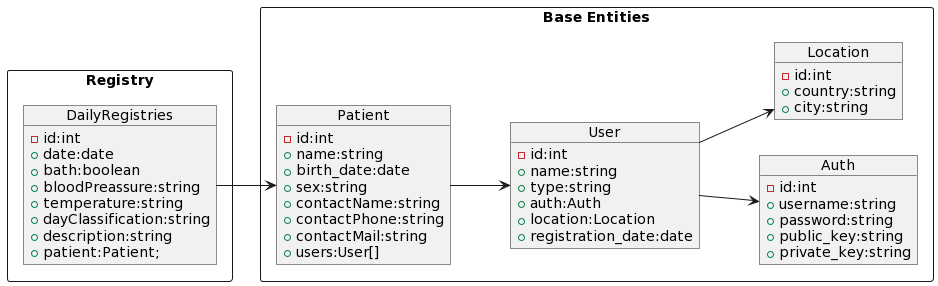 Registry
DailyRegistries
id:int
date:date
bath:boolean
bloodPreassure:string
temperature:string
dayClassification:string
description:string
patient:Patient;
Base Entities
Patient
id:int
name:string
birth_date:date
sex:string
contactName:string
contactPhone:string
contactMail:string
users:User[]
User
id:int
name:string
type:string
auth:Auth
location:Location
registration_date:date
Location
id:int
country:string
city:string
Auth
id:int
username:string
password:string
public_key:string
private_key:string